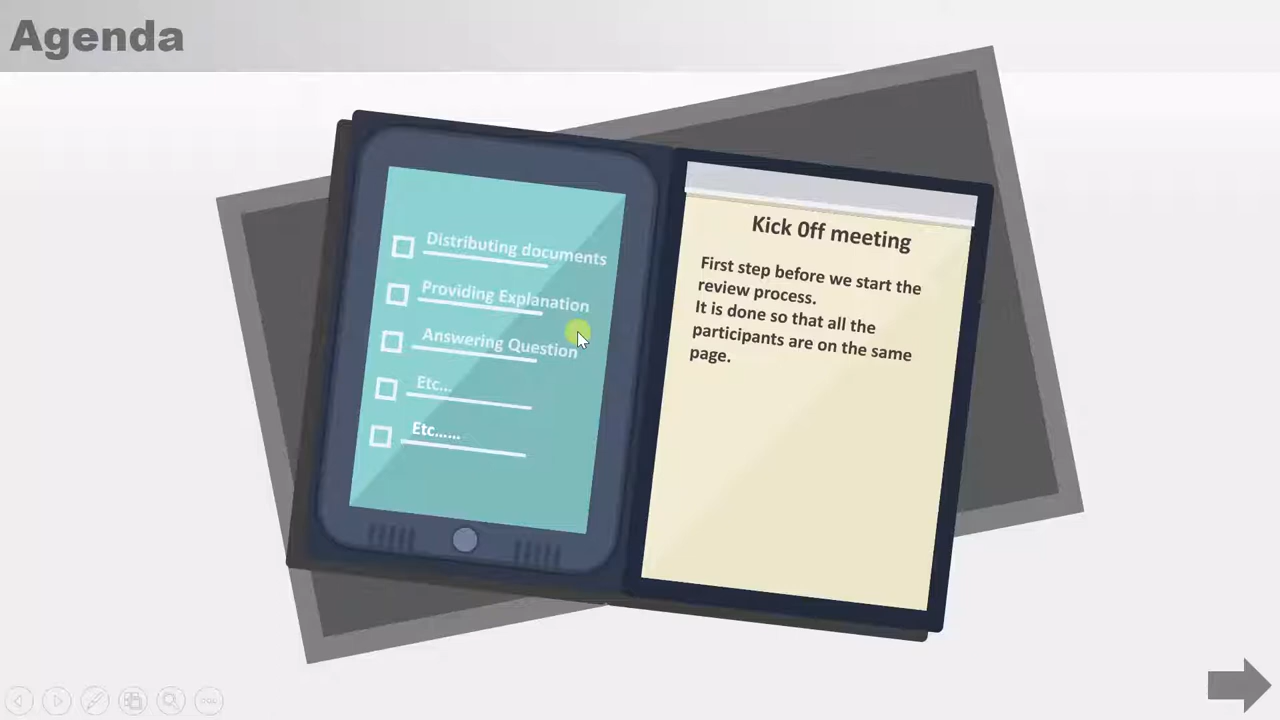 Agenda
Distributing documents
Providing Explanation
Answering Question
Etc...
Etc......
Kick 0ff meeting
First step before we start the
review process.
It is done so that all the
participants are on the same
page.